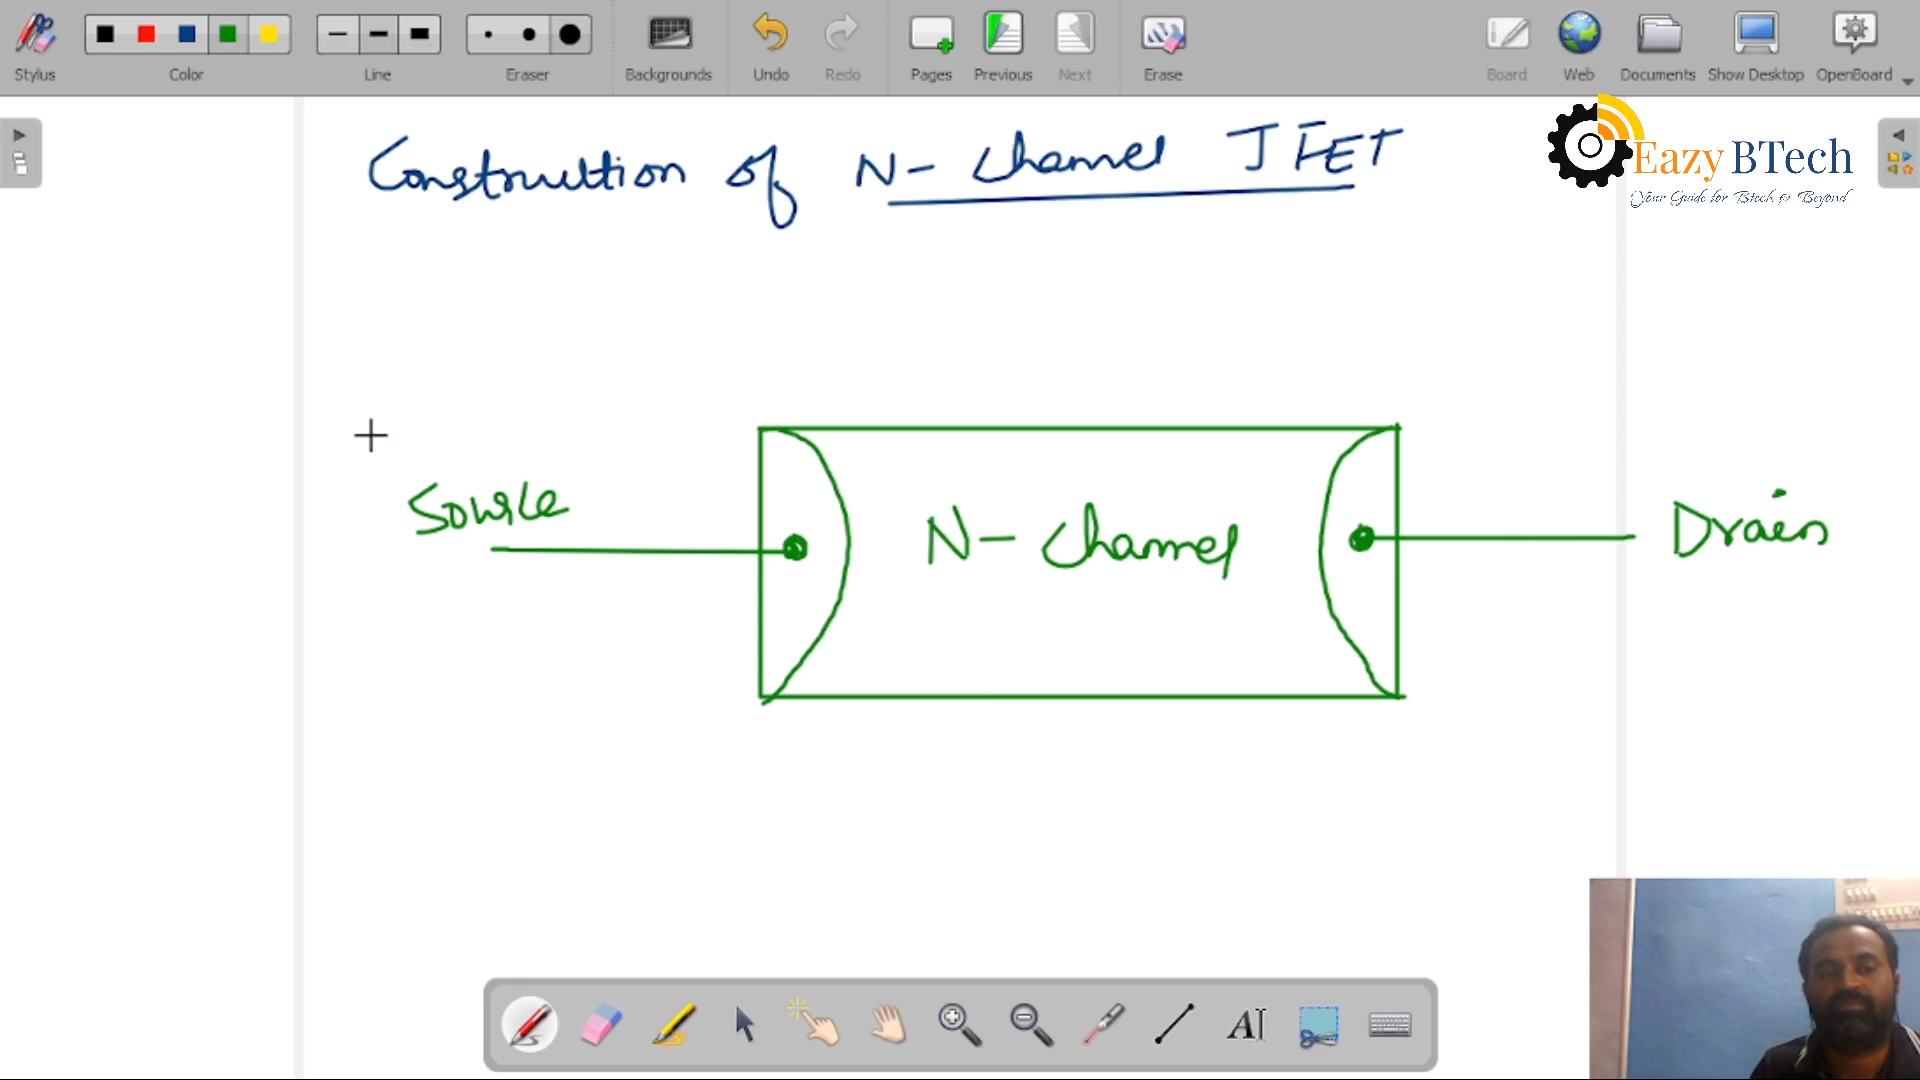 Stylus
Color
Line
Eraser
Backgrounds
Undo
Redo
Pages
Previous
Next
Erase
Board
Web
Documents
Show Desktop
OpenBoard
Construction of N- channel JFET
Eazy BTech
Your Guide for Btech & Beyond
Source
N- channel
Drain
AI